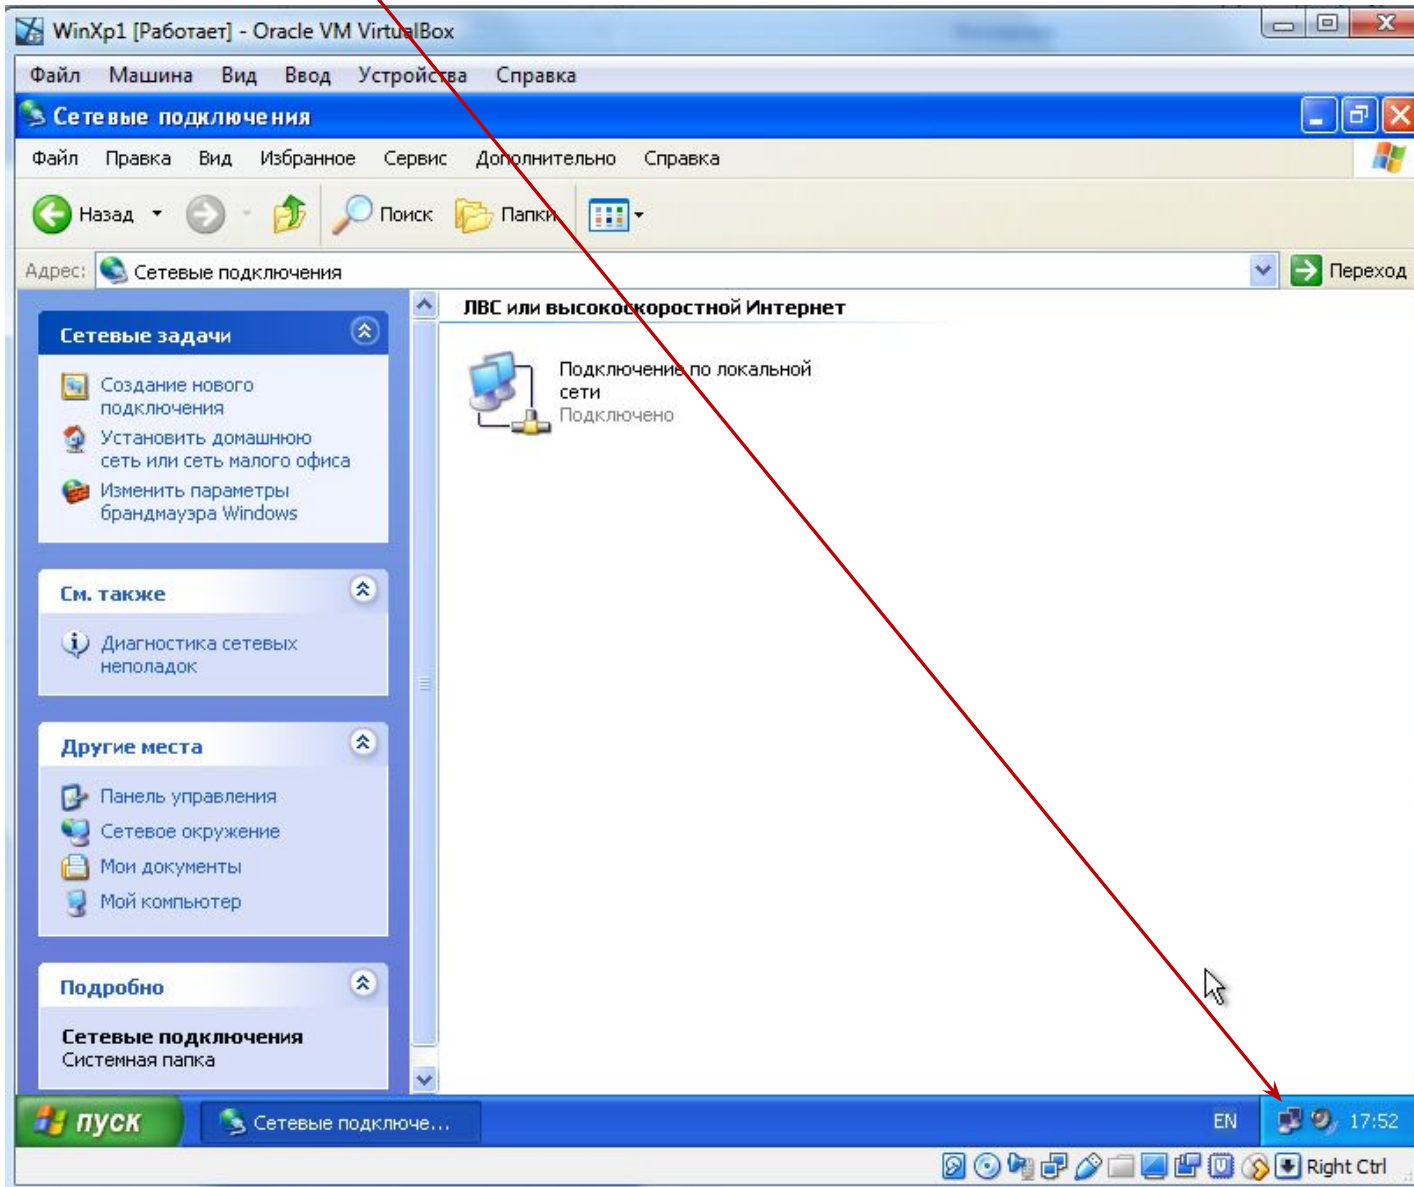 WinXp1 [Работает] - Oracle VM VirtualBox
Файл Машина Вид Ввод Устройства Справка
Сетевые подключения
Файл Правка Вид Избранное Сервис Дополнительно Справка
Назад Поиск Папки
Адрес: Сетевые подключения Переход
Сетевые задачи
Создание нового
подключения
Установить домашнюю
сеть или сеть малого офиса
Изменить параметры
брандмауэра Windows
См. также
Диагностика сетевых
неполадок
Другие места
Панель управления
Сетевое окружение
Мои документы
Мой компьютер
Подробно
Сетевые подключения
Системная папка
ЛВС или высокоскоростной Интернет
Подключение по локальной
сети
Подключено
пуск Сетевые подключе... EN 17:52
Right Ctrl